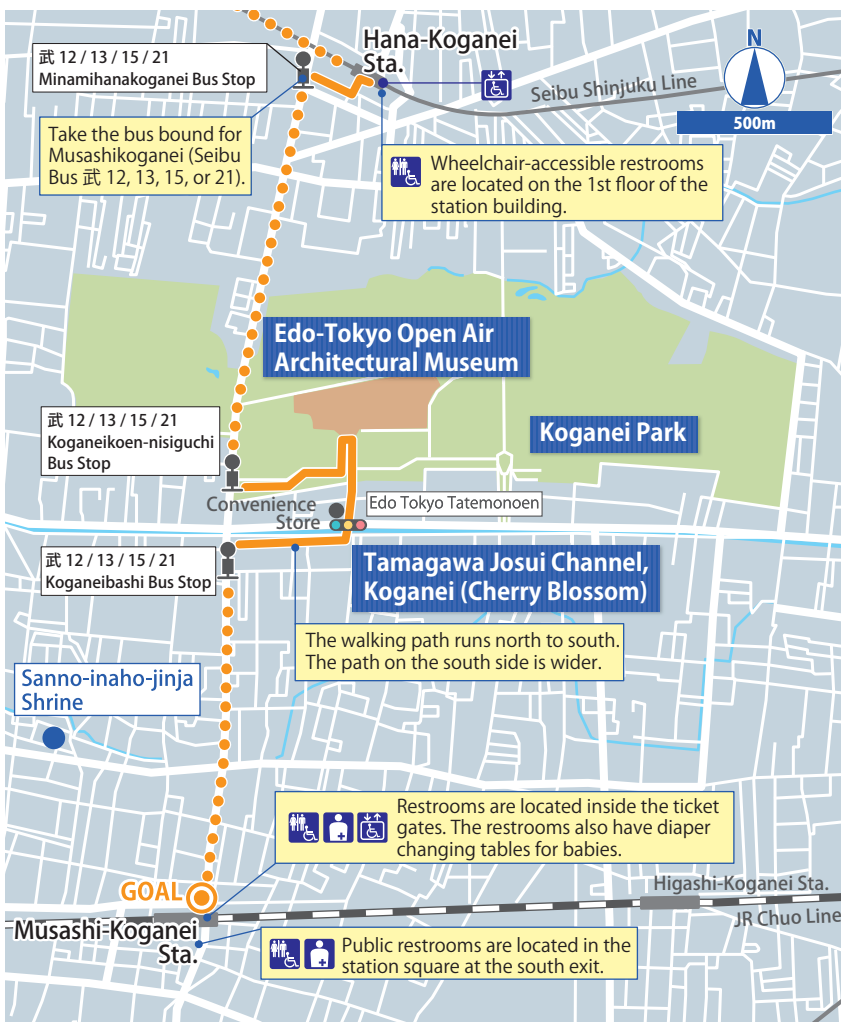 Hana-Koganei
Sta.
武 12 / 13 / 15 / 21
Minamihanakoganei Bus Stop
N
500m
Seibu Shinjuku Line
Take the bus bound for
Musashikoganei (Seibu
Bus 武 12, 13, 15, or 21).
Wheelchair-accessible restrooms
are located on the 1st floor of the
station building.
Edo-Tokyo Open Air
Architectural Museum
武 12 / 13 / 15 / 21
Koganeikoen-nisiguchi
Bus Stop
Koganei Park
Convenience
Store
Edo Tokyo Tatemonoen
武 12 / 13 / 15 / 21
Koganeibashi Bus Stop
Tamagawa Josui Channel,
Koganei (Cherry Blossom)
The walking path runs north to south.
The path on the south side is wider.
Sanno-inaho-jinja
Shrine
Restrooms are located inside the ticket
gates. The restrooms also have diaper
changing tables for babies.
GOAL
Higashi-Koganei Sta.
JR Chuo Line
Musashi-Koganei
Sta.
Public restrooms are located in the
station square at the south exit.